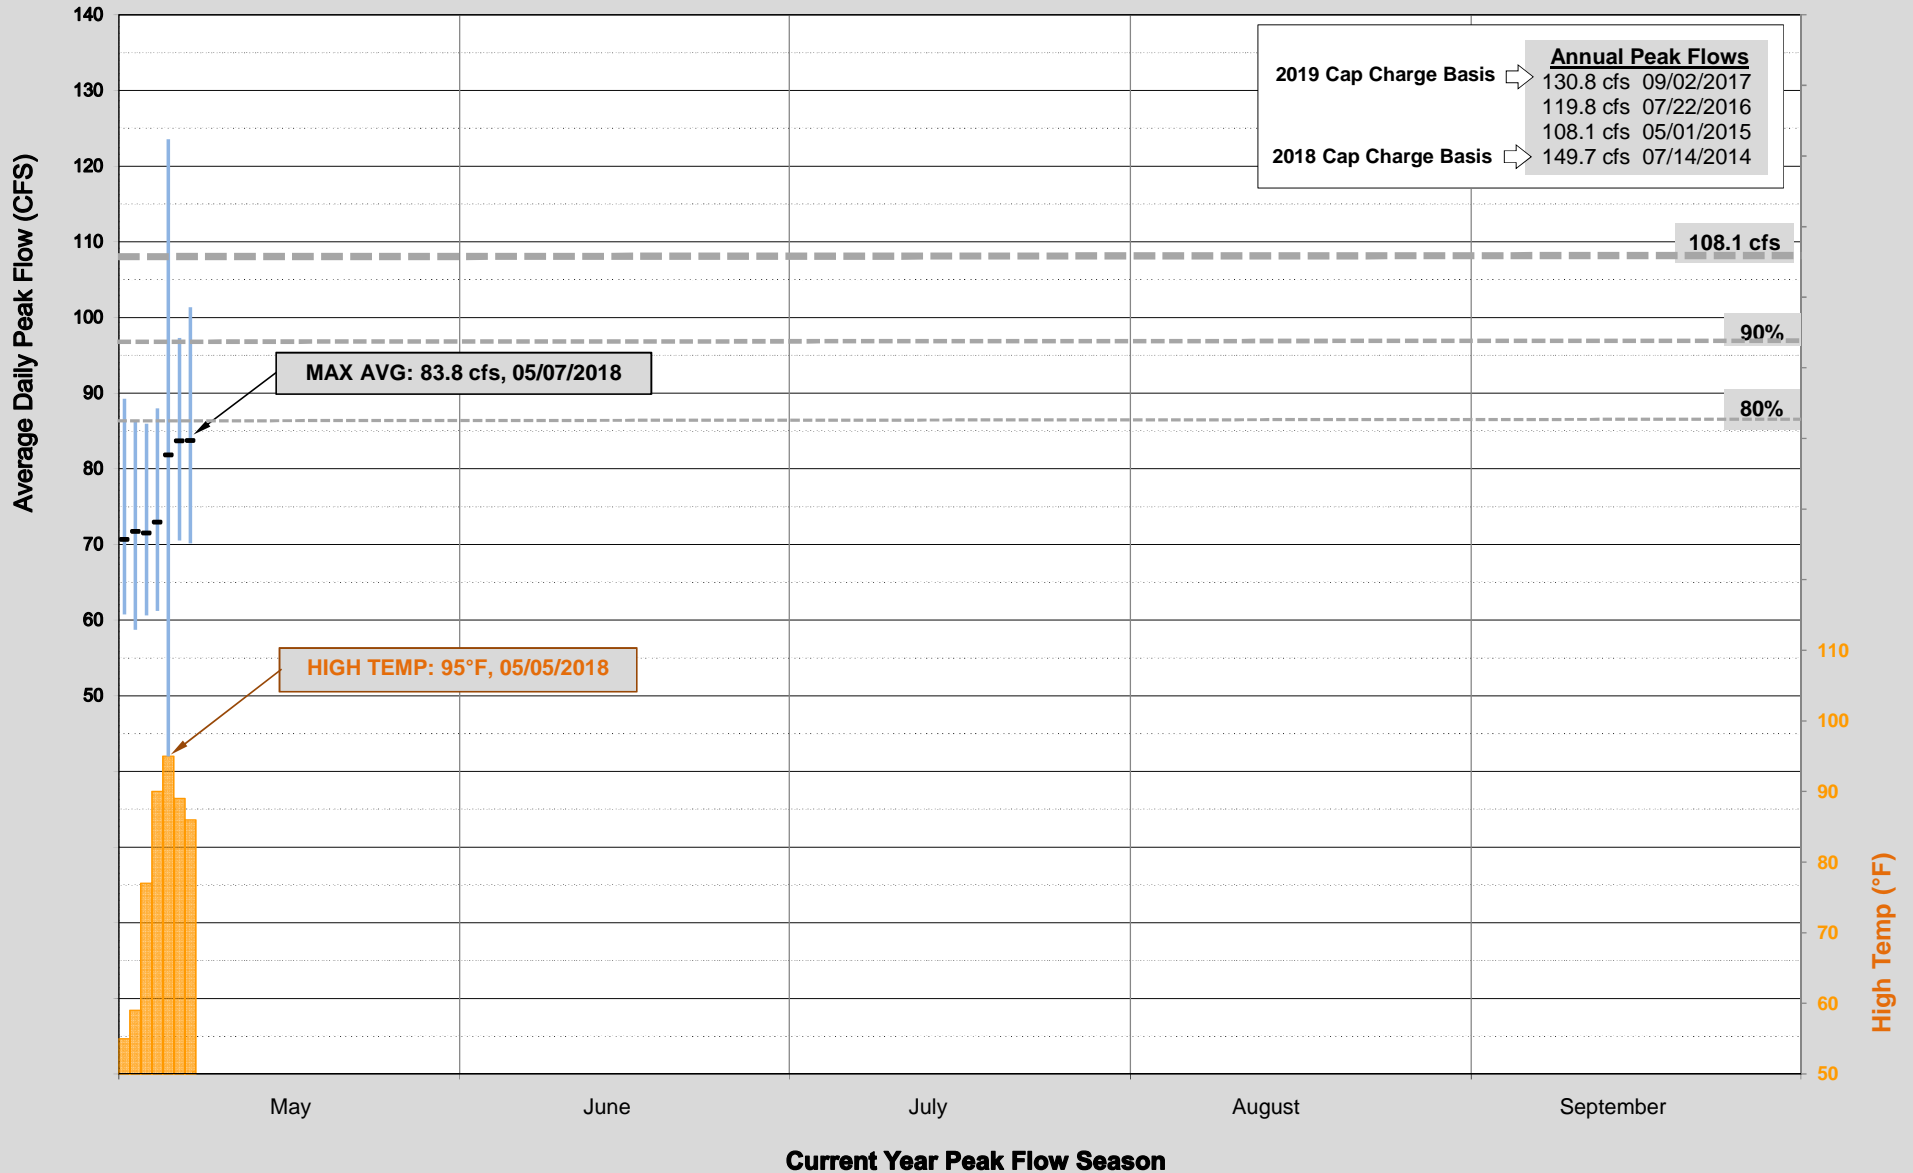 140
130
120
110
100
90
80
70
60
50
Average Daily Peak Flow (CFS)
Annual Peak Flows
2019 Cap Charge Basis
130.8 cfs 09/02/2017
119.8 cfs 07/22/2016
108.1 cfs 05/01/2015
2018 Cap Charge Basis
149.7 cfs 07/14/2014
108.1 cfs
90%
80%
MAX AVG: 83.8 cfs, 05/07/2018
HIGH TEMP: 95°F, 05/05/2018
110
100
90
80
70
60
50
High Temp (°F)
May
June
July
August
September
Current Year Peak Flow Season